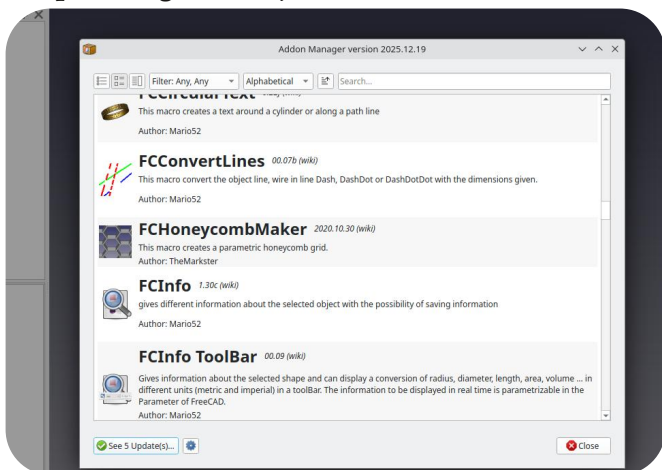 Addon Manager version 2025.12.19
Filter: Any, Any
Alphabetical
Search...
FCCircularText
This macro creates a text around a cylinder or along a path line
Author: Mario52
FCConvertLines 00.07b (wiki)
This macro convert the object line, wire in line Dash, DashDot or DashDotDot with the dimensions given.
Author: Mario52
FCHoneycombMaker 2020.10.30 (wiki)
This macro creates a parametric honeycomb grid.
Author: TheMarkster
FCInfo 1.30c (wiki)
gives different information about the selected object with the possibility of saving information
Author: Mario52
FCInfo ToolBar 00.09 (wiki)
Gives information about the selected shape and can display a conversion of radius, diameter, length, area, volume ... in
different units (metric and imperial) in a toolBar. The information to be displayed in real time is parametrizable in the
Parameter of FreeCAD.
Author: Mario52
See 5 Update(s)...
Close